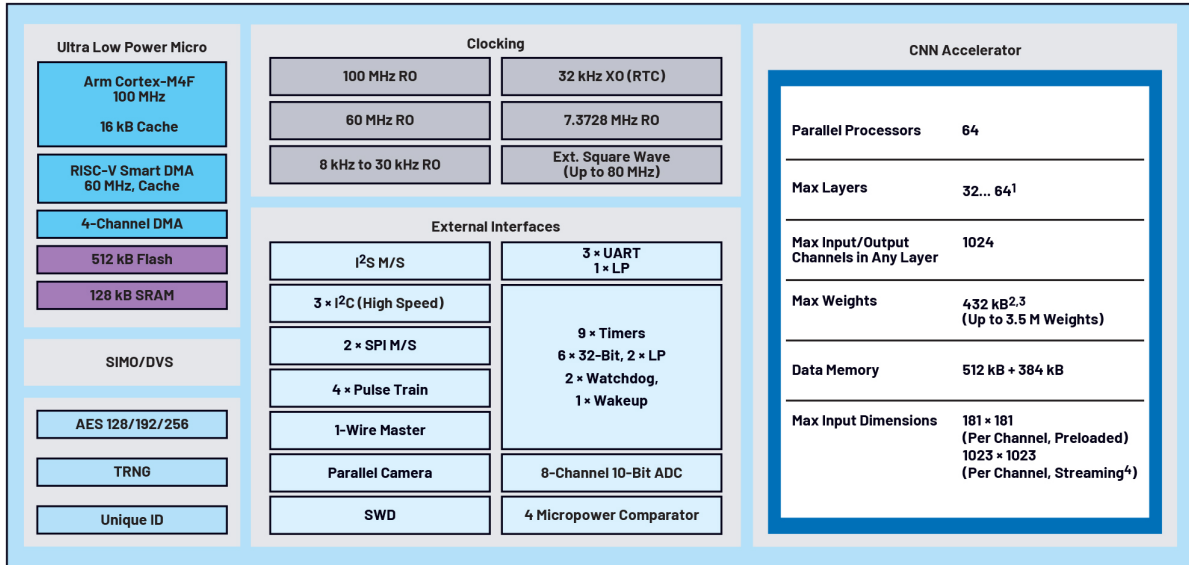 Ultra Low Power Micro
Arm Cortex-M4F
100 MHz
16 kB Cache
RISC-V Smart DMA
60 MHz, Cache
4-Channel DMA
512 kB Flash
128 kB SRAM
SIMO/DVS
AES 128/192/256
TRNG
Unique ID
Clocking
100 MHz RO
32 kHz XO (RTC)
60 MHz RO
7.3728 MHz RO
8 kHz to 30 kHz RO
Ext. Square Wave
(Up to 80 MHz)
External Interfaces
I²S M/S
3 × I²C (High Speed)
2 × SPI M/S
4 × Pulse Train
1-Wire Master
Parallel Camera
SWD
3 × UART
1 × LP
9 × Timers
6 × 32-Bit, 2 × LP
2 × Watchdog,
1 × Wakeup
8-Channel 10-Bit ADC
4 Micropower Comparator
CNN Accelerator
Parallel Processors 64
Max Layers 32... 64¹
Max Input/Output 1024
Channels in Any Layer
Max Weights 432 kB²,³
(Up to 3.5 M Weights)
Data Memory 512 kB + 384 kB
Max Input Dimensions 181 × 181
(Per Channel, Preloaded)
1023 × 1023
(Per Channel, Streaming⁴)